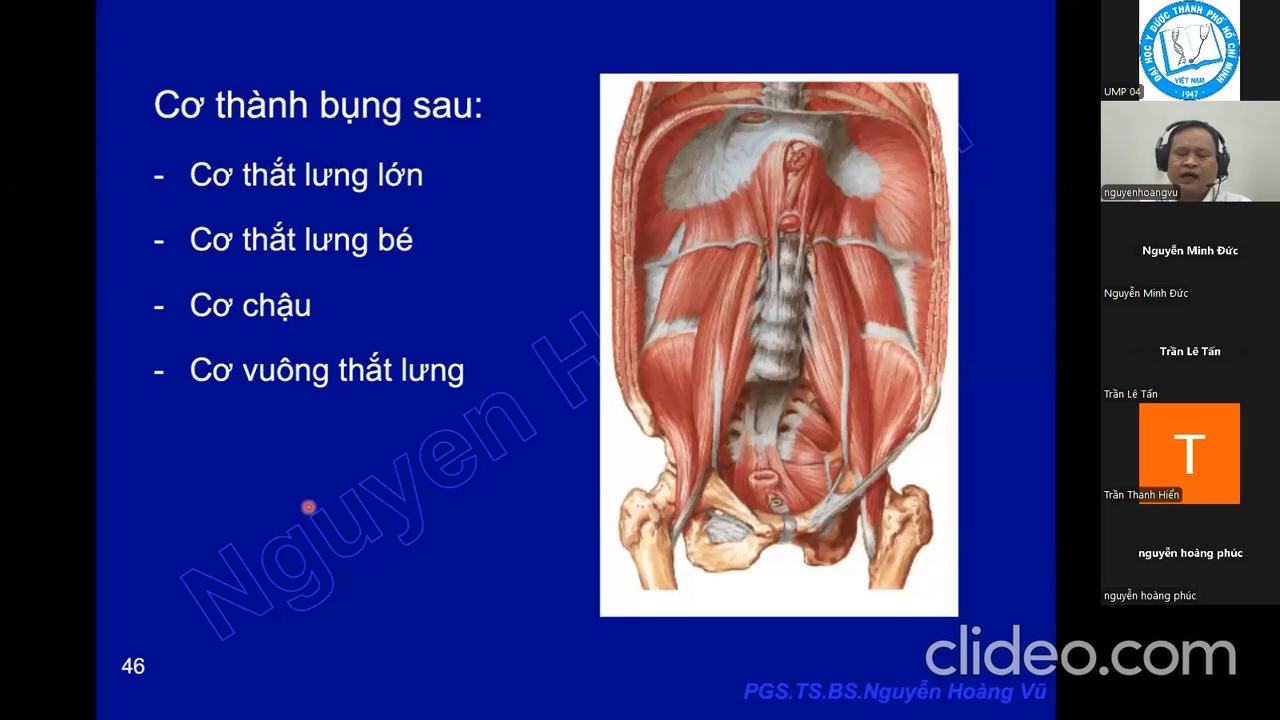 Cơ thành bụng sau:
- Cơ thắt lưng lớn
- Cơ thắt lưng bé
- Cơ chậu
- Cơ vuông thắt lưng
Nguyen H
46
PGS.TS.BS.Nguyễn Hoàng Vũ
clideo.com
ĐẠI HỌC Y DƯỢC THÀNH PHỐ HỒ CHÍ MINH
VIỆT NAM
1947
UMP 04
nguyenhoangvu
Nguyễn Minh Đức
Nguyễn Minh Đức
Trần Lê Tấn
Trần Lê Tấn
T
Trần Thanh Hiển
nguyễn hoàng phúc
nguyễn hoàng phúc